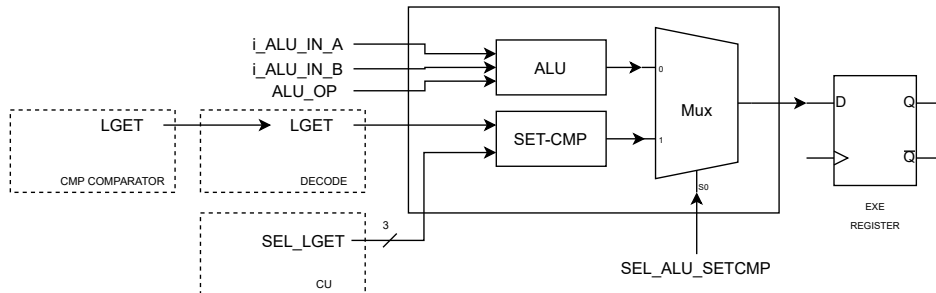 i_ALU_IN_A
i_ALU_IN_B
ALU_OP
ALU
0
Mux
D
Q
LGET
LGET
SET-CMP
1
Q
CMP COMPARATOR
DECODE
S0
EXE
REGISTER
3
SEL_LGET
CU
SEL_ALU_SETCMP